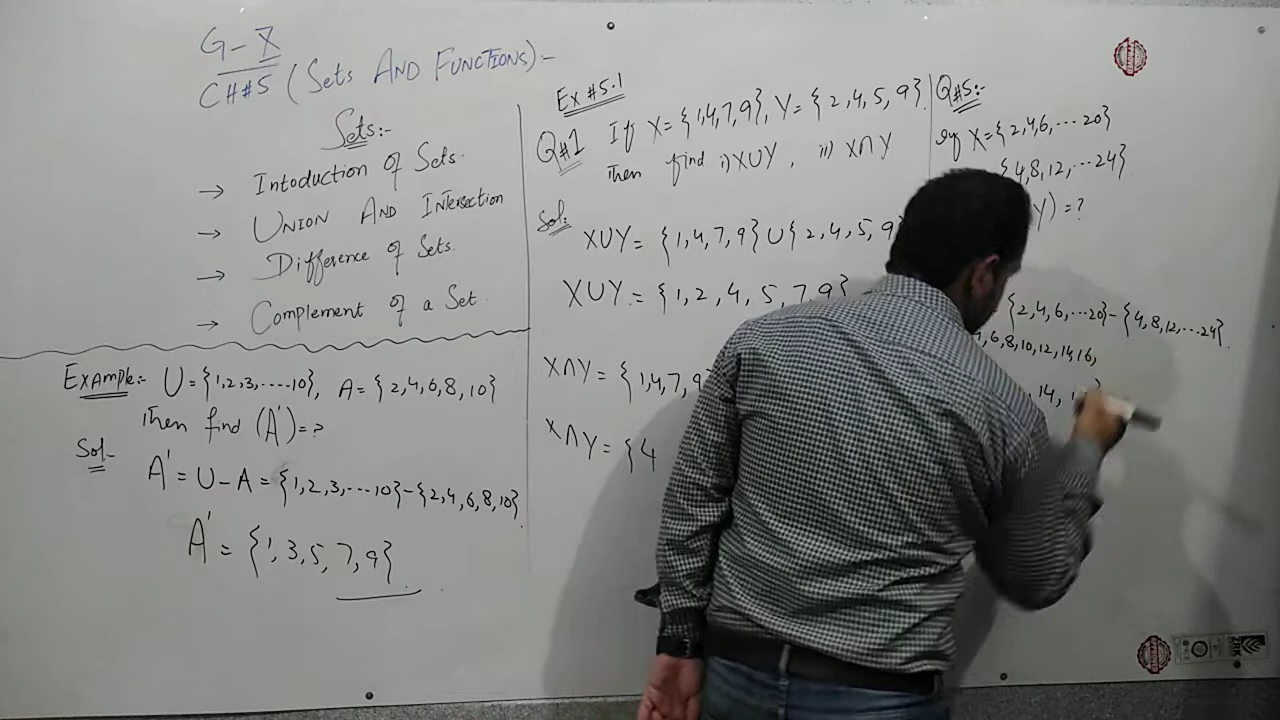 G-X
CH#5 (Sets AND FUNCTIONS):-
Sets:-
→ Intoduction of Sets.
→ UNION AND Intersection
→ Difference of Sets.
→ Complement of a Set.
Example:- U={1,2,3,.....10}, A={2,4,6,8,10}
Then find (A')=?
Sol-
A'=U-A={1,2,3,....10}-{2,4,6,8,10}.
A'={1,3,5,7,9}.
Ex #5.1
Q#1 If X={1,4,7,9}, Y={2,4,5,9}.
Then find i) X∪Y, ii) X∩Y
Sol:
X∪Y={1,4,7,9}∪{2,4,5,9
X∪Y={1,2,4,5,7,9}
X∩Y={1,4,7,9
X∩Y={4
Q#5:-
If X={2,4,6,...20}
{4,8,12,...24}
Y)=?
{2,4,6,...20}-{4,8,12,...24}.
,6,8,10,12,14,16,
14,
ZRK